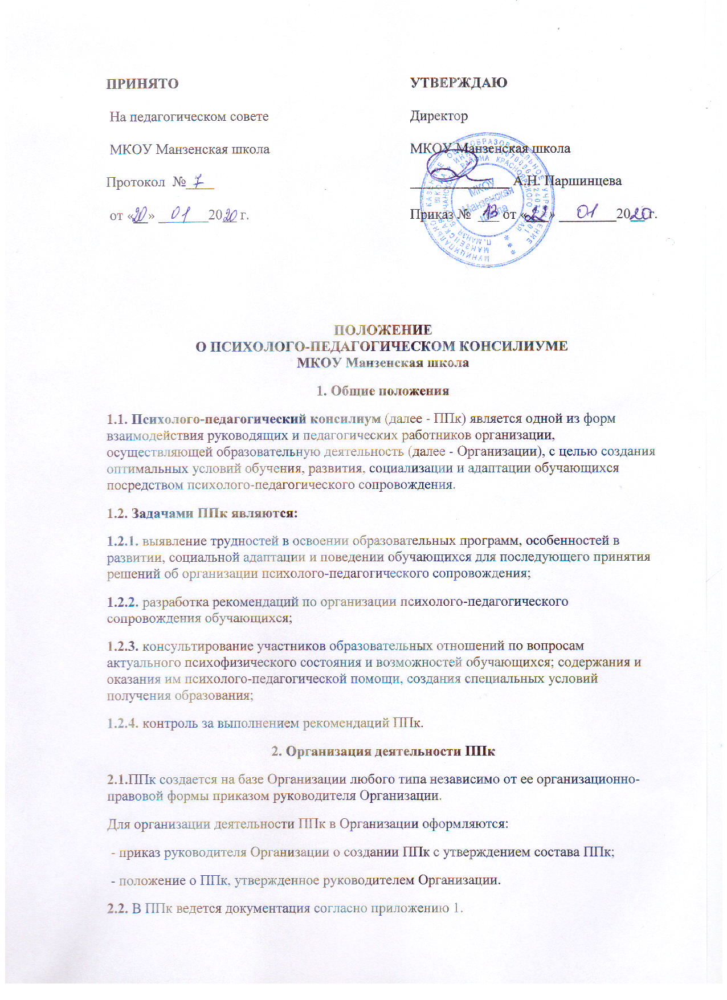 ПРИНЯТО
На педагогическом совете
МКОУ Манзенская школа
Протокол № 7
от «20» 01 2020 г.
УТВЕРЖДАЮ
Директор
МКОУ Манзенская школа
А.Н. Паршинцева
Приказ № 13 от «22» 01 2020 г.
МКОУ
Манзенская
школа
ПОЛОЖЕНИЕ
О ПСИХОЛОГО-ПЕДАГОГИЧЕСКОМ КОНСИЛИУМЕ
МКОУ Манзенская школа
1. Общие положения
1.1. Психолого-педагогический консилиум (далее - ППк) является одной из форм
взаимодействия руководящих и педагогических работников организации,
осуществляющей образовательную деятельность (далее - Организации), с целью создания
оптимальных условий обучения, развития, социализации и адаптации обучающихся
посредством психолого-педагогического сопровождения.
1.2. Задачами ППк являются:
1.2.1. выявление трудностей в освоении образовательных программ, особенностей в
развитии, социальной адаптации и поведении обучающихся для последующего принятия
решений об организации психолого-педагогического сопровождения;
1.2.2. разработка рекомендаций по организации психолого-педагогического
сопровождения обучающихся;
1.2.3. консультирование участников образовательных отношений по вопросам
актуального психофизического состояния и возможностей обучающихся; содержания и
оказания им психолого-педагогической помощи, создания специальных условий
получения образования;
1.2.4. контроль за выполнением рекомендаций ППк.
2. Организация деятельности ППк
2.1.ППк создается на базе Организации любого типа независимо от ее организационно-
правовой формы приказом руководителя Организации.
Для организации деятельности ППк в Организации оформляются:
- приказ руководителя Организации о создании ППк с утверждением состава ППк;
- положение о ППк, утвержденное руководителем Организации.
2.2. В ППк ведется документация согласно приложению 1.